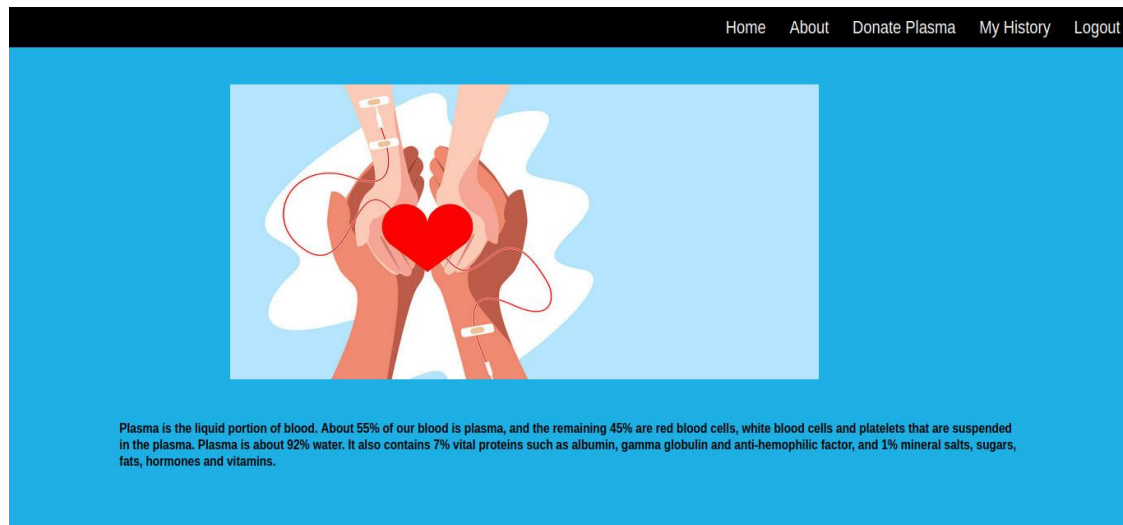 Home About Donate Plasma My History Logout
Plasma is the liquid portion of blood. About 55% of our blood is plasma, and the remaining 45% are red blood cells, white blood cells and platelets that are suspended
in the plasma. Plasma is about 92% water. It also contains 7% vital proteins such as albumin, gamma globulin and anti-hemophilic factor, and 1% mineral salts, sugars,
fats, hormones and vitamins.